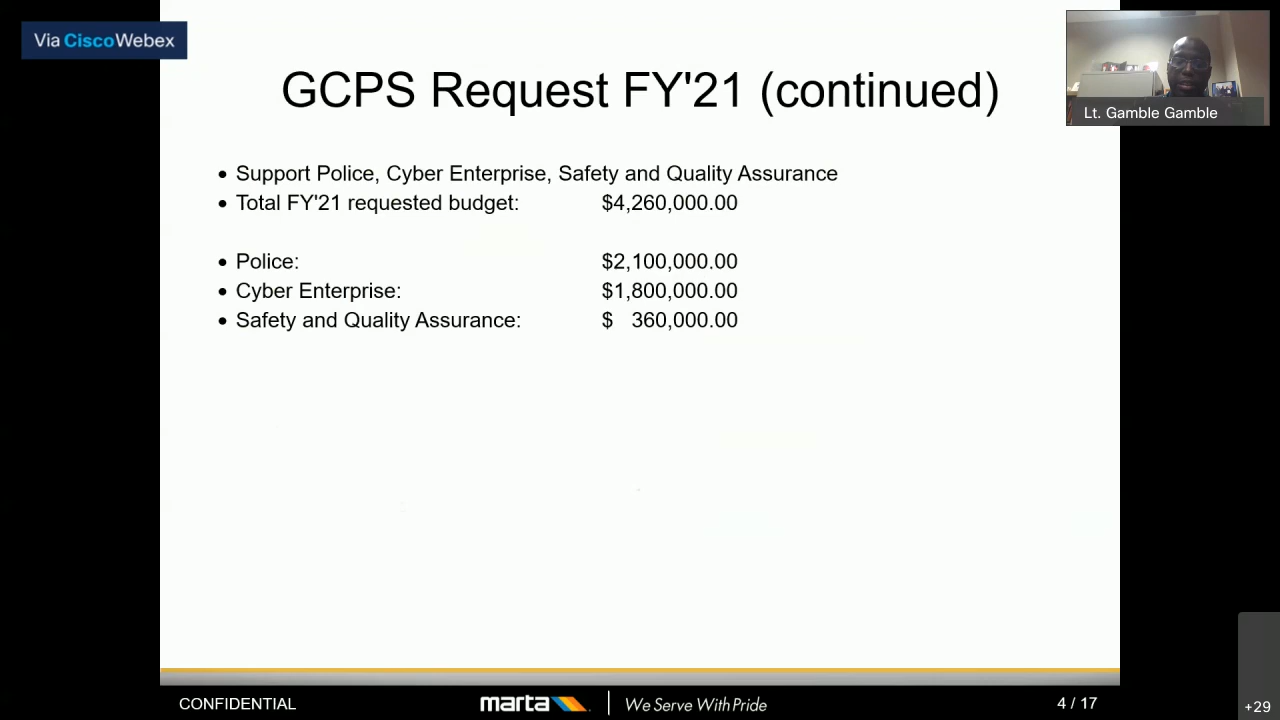 Via CiscoWebex
GCPS Request FY'21 (continued)
Lt. Gamble Gamble
• Support Police, Cyber Enterprise, Safety and Quality Assurance
• Total FY'21 requested budget: $4,260,000.00
• Police: $2,100,000.00
• Cyber Enterprise: $1,800,000.00
• Safety and Quality Assurance: $ 360,000.00
CONFIDENTIAL
marta
We Serve With Pride
4 / 17
+29